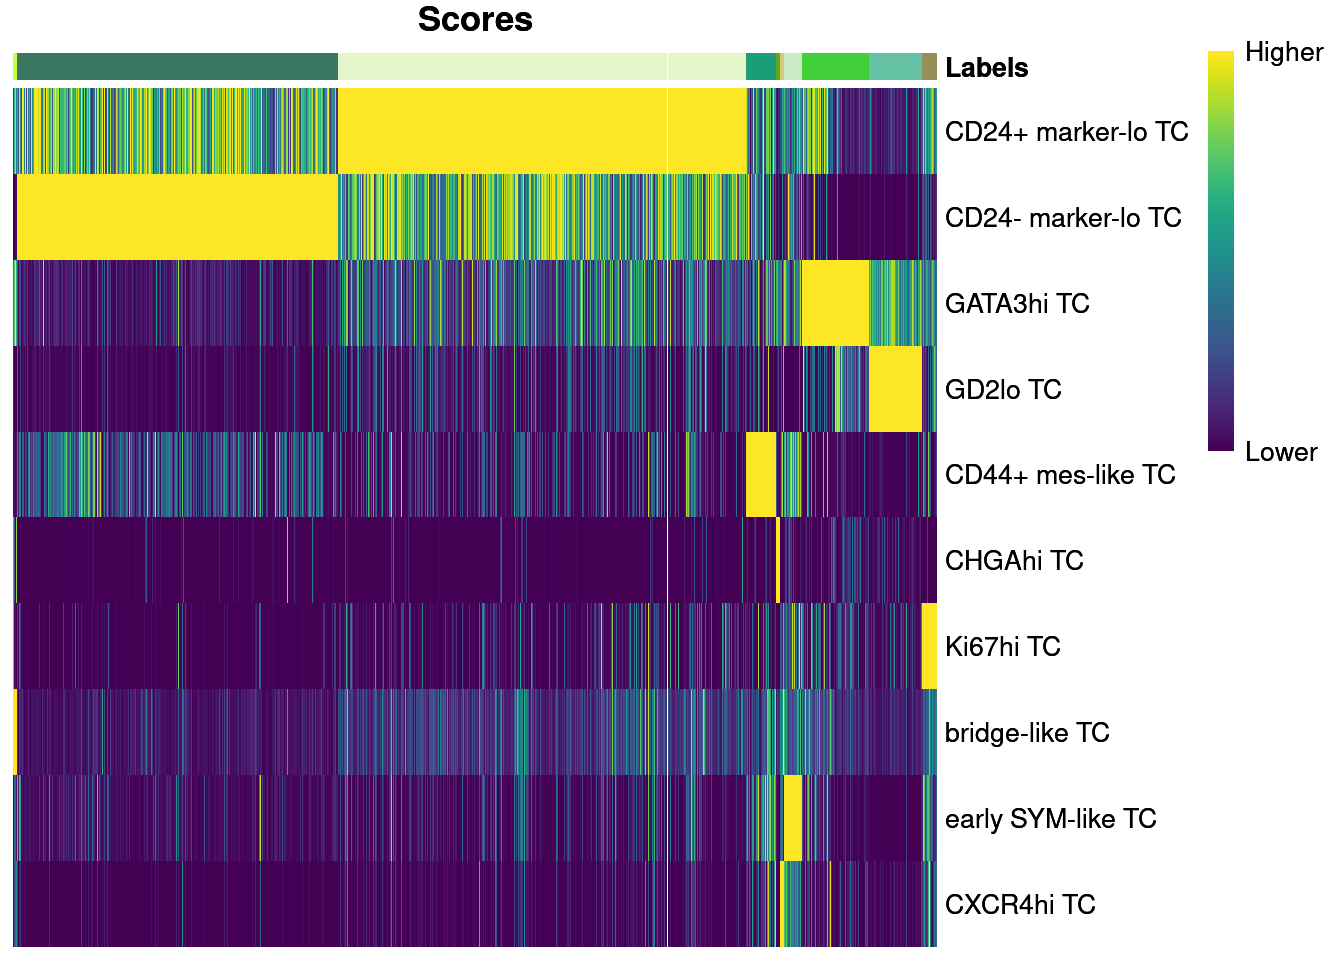 Scores
Labels
Higher
CD24+ marker-lo TC
CD24- marker-lo TC
GATA3hi TC
GD2lo TC
Lower
CD44+ mes-like TC
CHGAhi TC
Ki67hi TC
bridge-like TC
early SYM-like TC
CXCR4hi TC